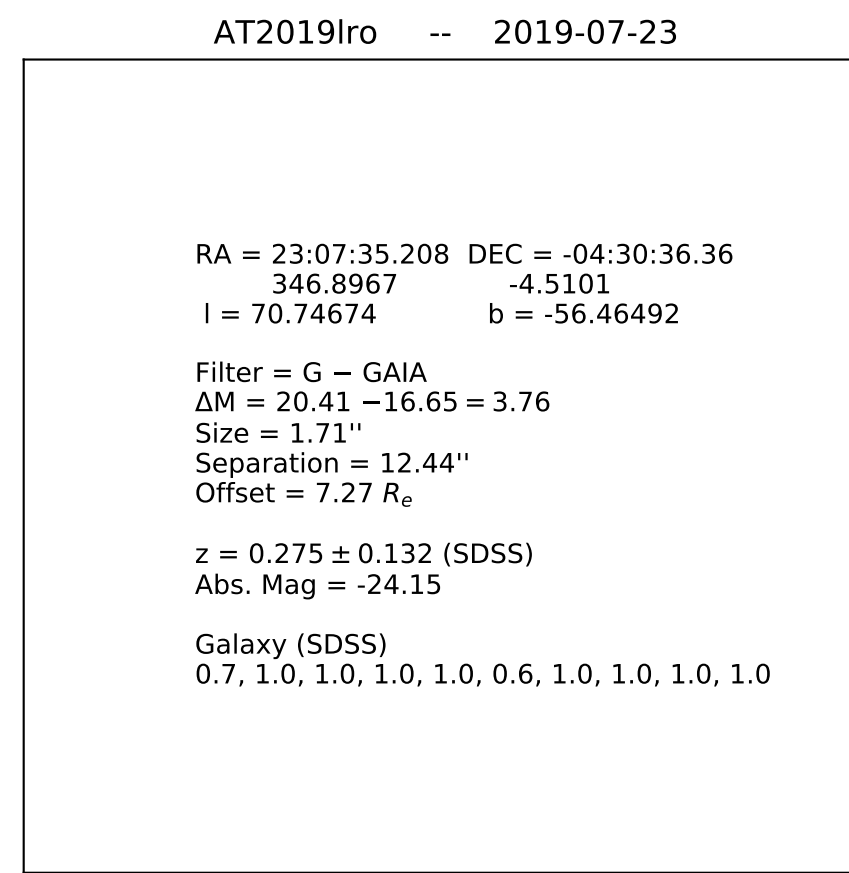 AT2019lro -- 2019-07-23
RA = 23:07:35.208 DEC = -04:30:36.36
346.8967 -4.5101
l = 70.74674 b = -56.46492
Filter = G − GAIA
ΔM = 20.41 −16.65 = 3.76
Size = 1.71''
Separation = 12.44''
Offset = 7.27 Rₑ
z = 0.275 ± 0.132 (SDSS)
Abs. Mag = -24.15
Galaxy (SDSS)
0.7, 1.0, 1.0, 1.0, 1.0, 0.6, 1.0, 1.0, 1.0, 1.0